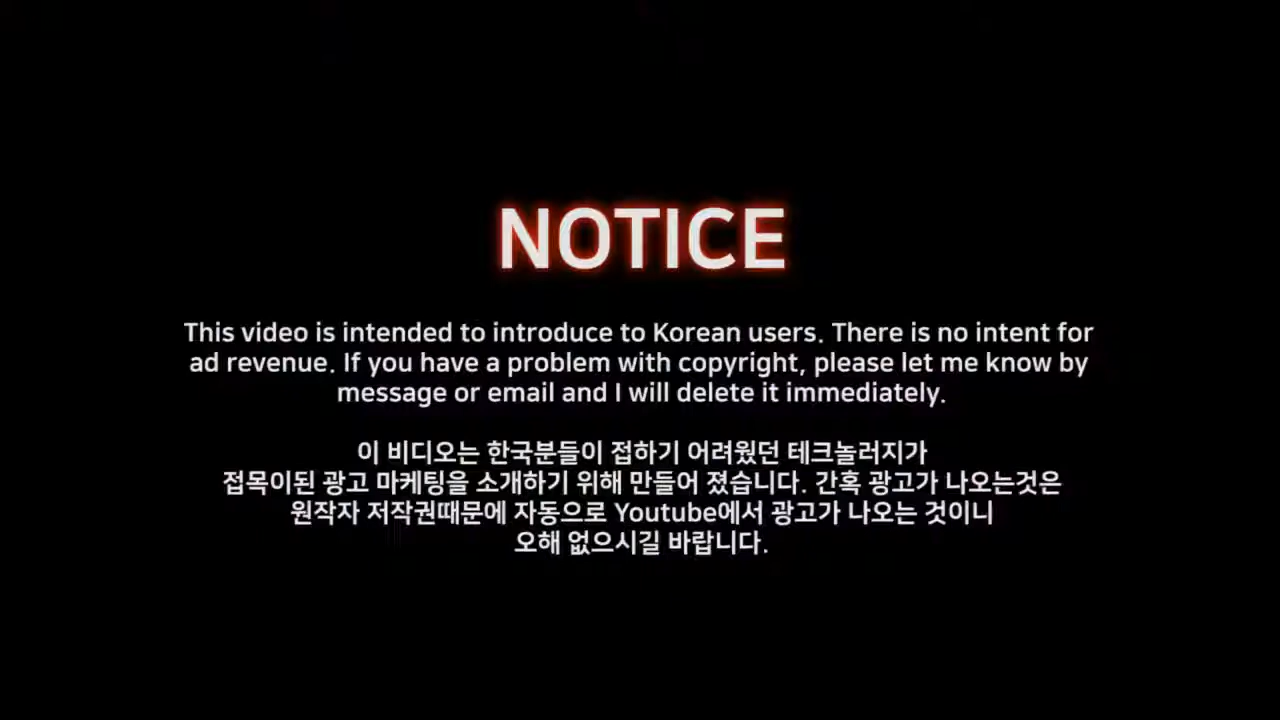 NOTICE
This video is intended to introduce to Korean users. There is no intent for
ad revenue. If you have a problem with copyright, please let me know by
message or email and I will delete it immediately.
이 비디오는 한국분들이 접하기 어려웠던 테크놀러지가
접목이된 광고 마케팅을 소개하기 위해 만들어 졌습니다. 간혹 광고가 나오는것은
원작자 저작권때문에 자동으로 Youtube에서 광고가 나오는 것이니
오해 없으시길 바랍니다.